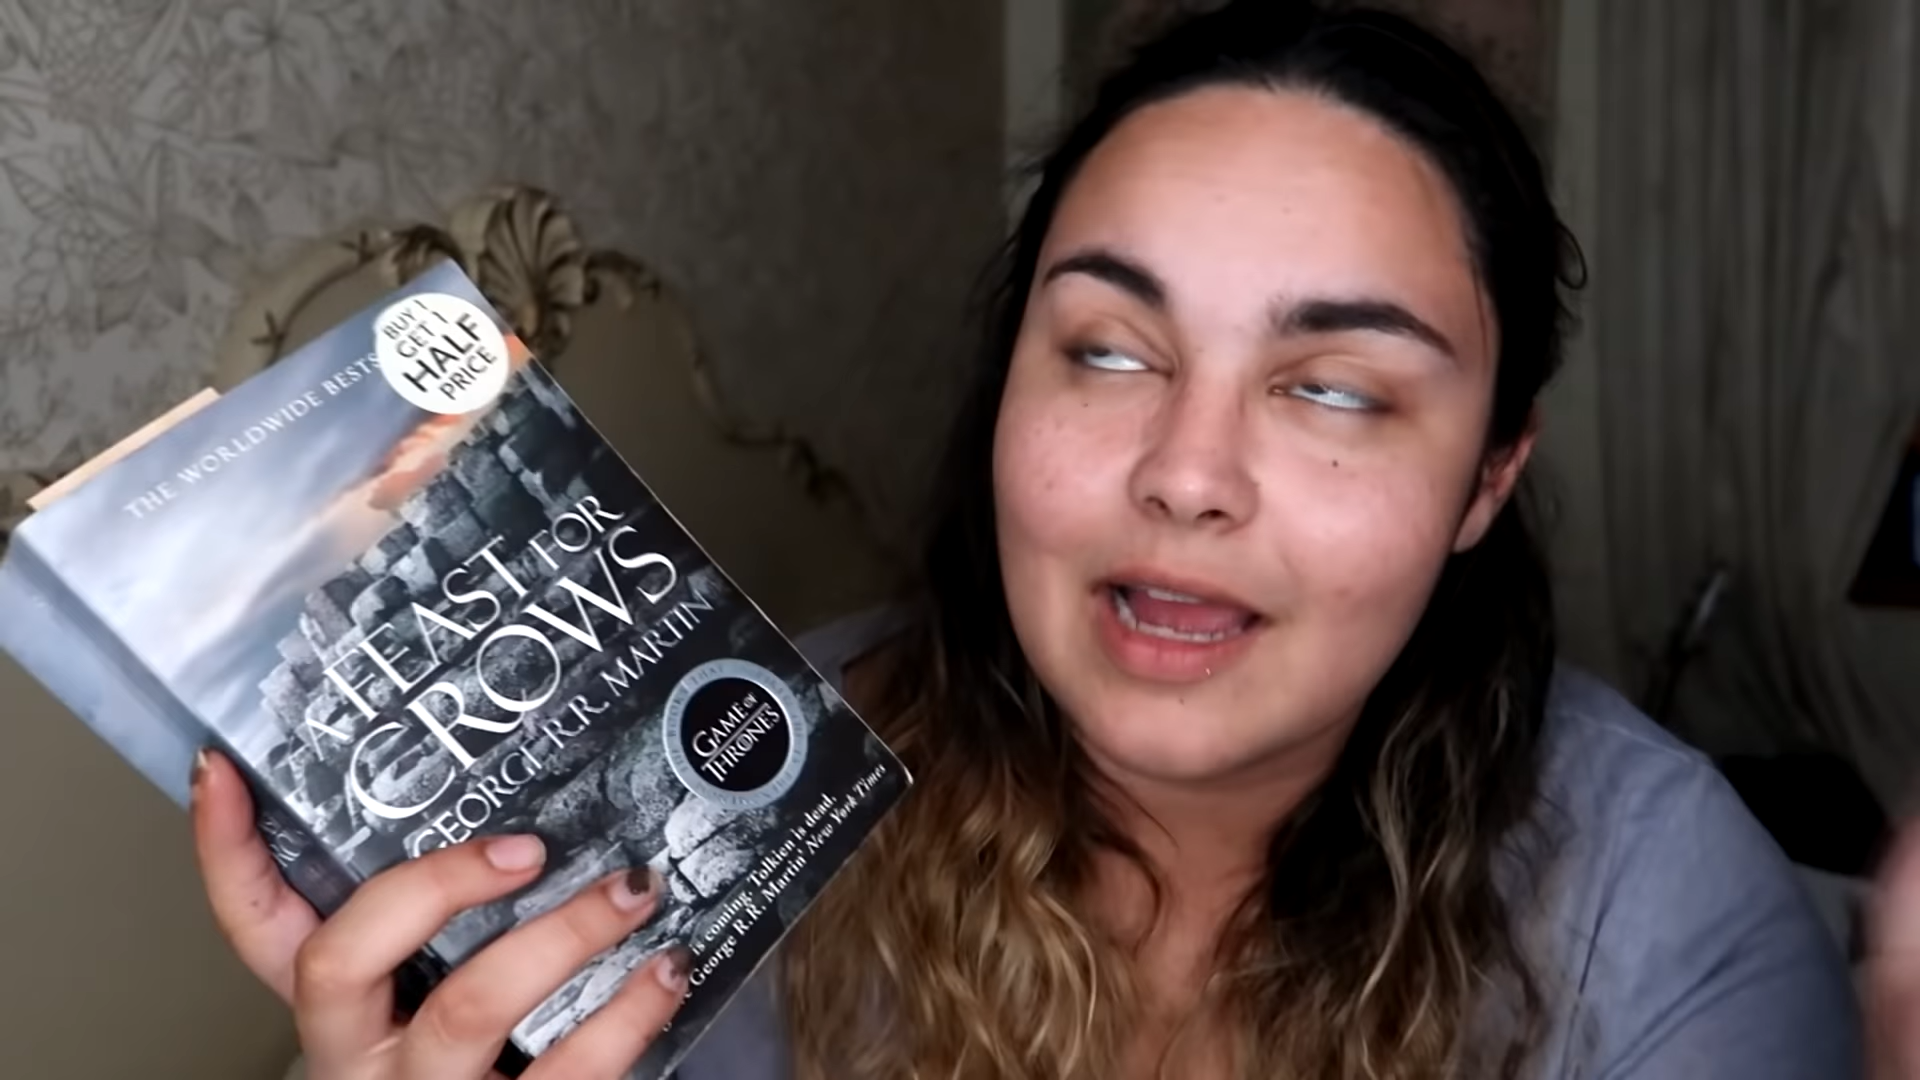 BUY 1
GET 1
HALF
PRICE
THE WORLDWIDE
A FEAST FOR
CROWS
GEORGE R.R. MARTIN
GAME OF
THRONES
is coming. Tolkien is dead.
George R.R. Martin' New York Times